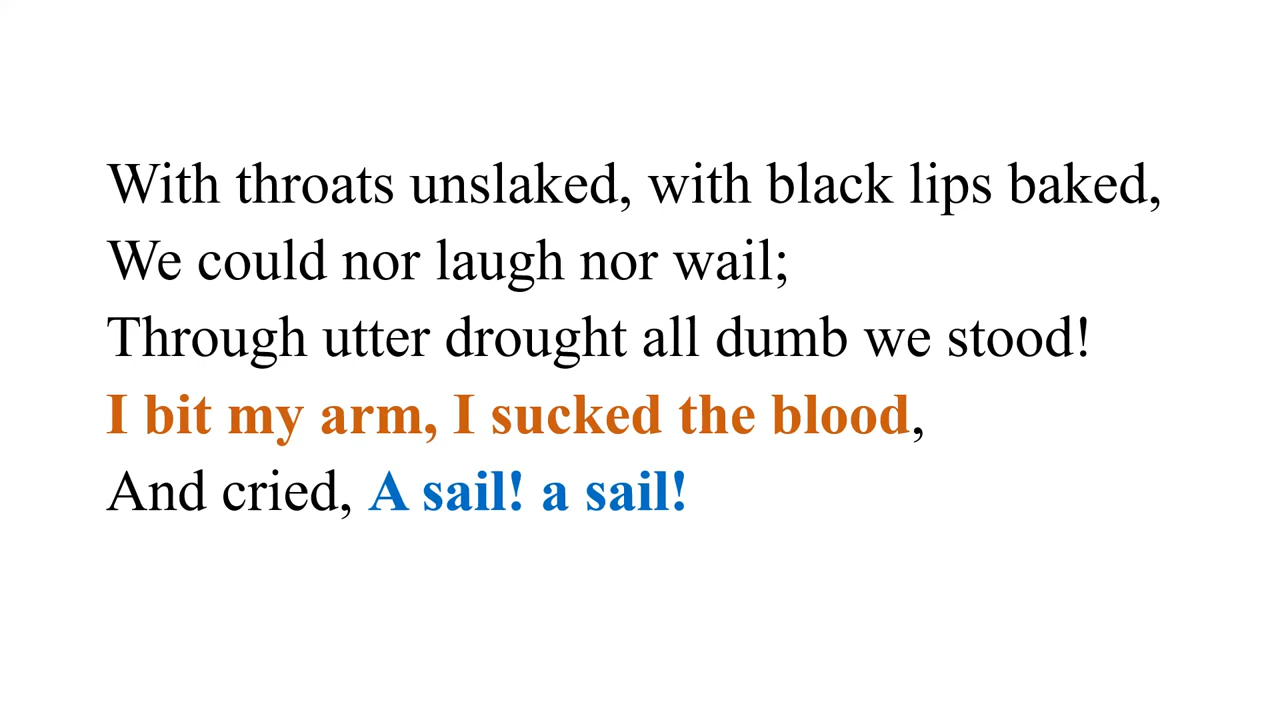 With throats unslaked, with black lips baked,
We could nor laugh nor wail;
Through utter drought all dumb we stood!
I bit my arm, I sucked the blood,
And cried, A sail! a sail!